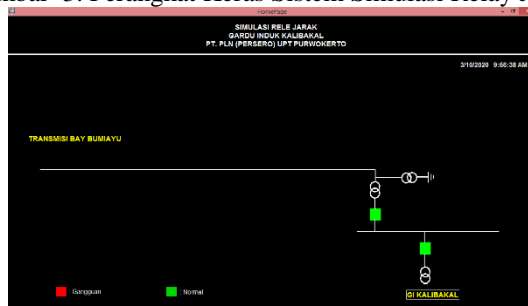 3. Perangkat Keras Sistem Simulasi Relay
HomePage
SIMULASI RELE JARAK
GARDU INDUK KALIBAKAL
PT. PLN (PERSERO) UPT PURWOKERTO
3/10/2020 9:56:38 AM
TRANSMISI BAY BUMIAYU
Gangguan
: Normal
GI KALIBAKAL